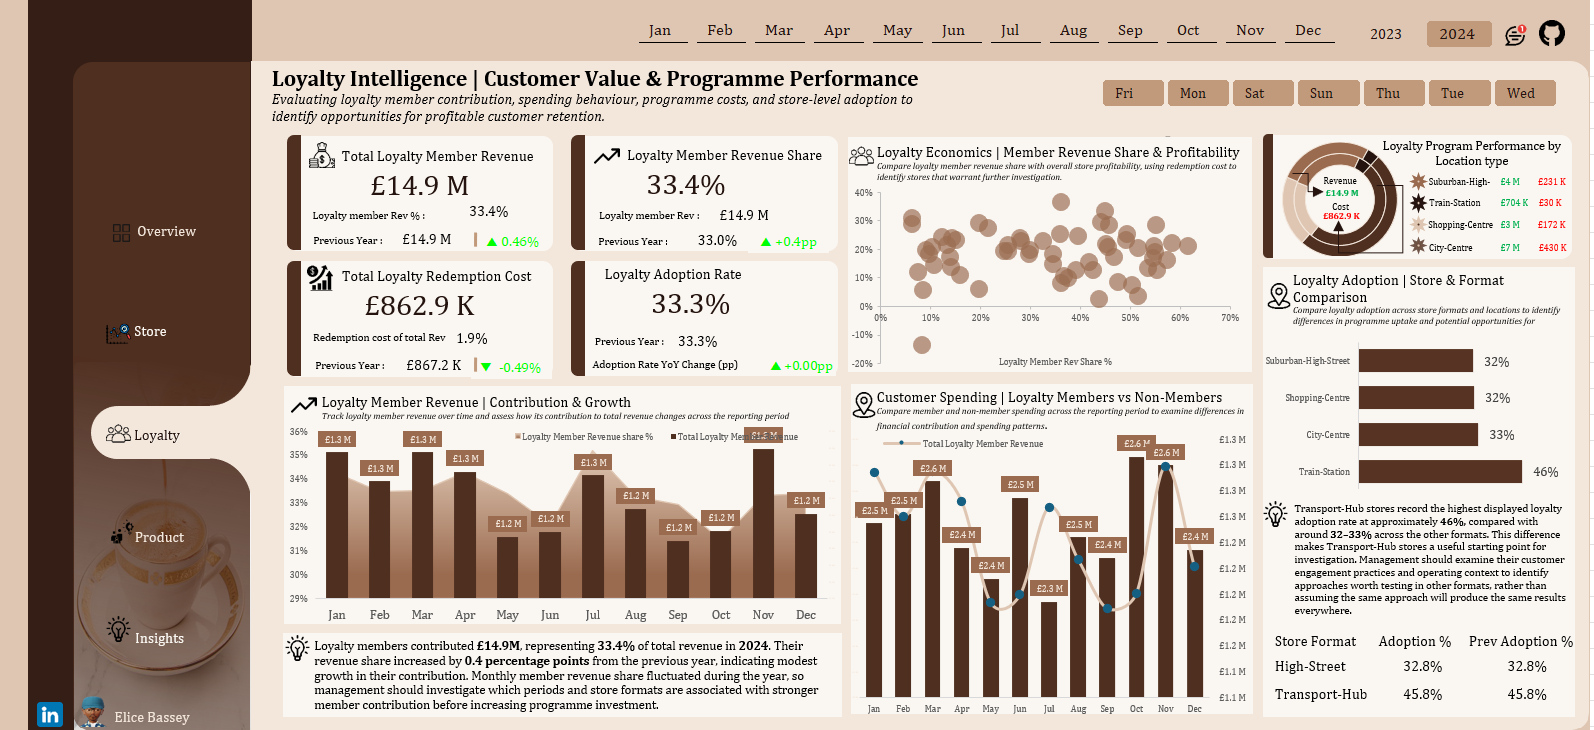 Jan Feb Mar Apr May Jun Jul Aug Sep Oct Nov Dec 2023 2024
1
Loyalty Intelligence | Customer Value & Programme Performance
Evaluating loyalty member contribution, spending behaviour, programme costs, and store-level adoption to
identify opportunities for profitable customer retention.
Fri Mon Sat Sun Thu Tue Wed
Overview
Store
Loyalty
Product
Insights
Elice Bassey
in
Total Loyalty Member Revenue
£14.9 M
Loyalty member Rev % : 33.4%
Previous Year : £14.9 M ▲ 0.46%
Loyalty Member Revenue Share
33.4%
Loyalty member Rev : £14.9 M
Previous Year : 33.0% ▲ +0.4pp
Total Loyalty Redemption Cost
£862.9 K
Redemption cost of total Rev 1.9%
Previous Year : £867.2 K ▼ -0.49%
Loyalty Adoption Rate
33.3%
Previous Year : 33.3%
Adoption Rate YoY Change (pp) ▲ +0.00pp
Loyalty Economics | Member Revenue Share & Profitability
Compare loyalty member revenue share with overall store profitability, using redemption cost to
identify stores that warrant further investigation.
40%
30%
20%
10%
0%
-10%
-20%
0% 10% 20% 30% 40% 50% 60% 70%
Loyalty Member Rev Share %
Loyalty Program Performance by
Location type
Revenue
£14.9 M
Cost
£862.9 K
Suburban-High- £4 M £231 K
Train-Station £704 K £30 K
Shopping-Centre £3 M £172 K
City-Centre £7 M £430 K
Loyalty Member Revenue | Contribution & Growth
Track loyalty member revenue over time and assess how its contribution to total revenue changes across the reporting period
Loyalty Member Revenue share % Total Loyalty Member Revenue
36%
35%
34%
33%
32%
31%
30%
29%
£1.3 M £1.3 M £1.3 M £1.3 M £1.2 M £1.2 M £1.3 M £1.2 M £1.2 M £1.2 M £1.3 M £1.2 M
Jan Feb Mar Apr May Jun Jul Aug Sep Oct Nov Dec
Loyalty members contributed £14.9M, representing 33.4% of total revenue in 2024. Their
revenue share increased by 0.4 percentage points from the previous year, indicating modest
growth in their contribution. Monthly member revenue share fluctuated during the year, so
management should investigate which periods and store formats are associated with stronger
member contribution before increasing programme investment.
Customer Spending | Loyalty Members vs Non-Members
Compare member and non-member spending across the reporting period to examine differences in
financial contribution and spending patterns.
Total Loyalty Member Revenue
£2.5 M £2.5 M £2.6 M £2.4 M £2.4 M £2.5 M £2.3 M £2.5 M £2.4 M £2.6 M £2.6 M £2.4 M
£1.3 M
£1.3 M
£1.3 M
£1.3 M
£1.2 M
£1.2 M
£1.2 M
£1.2 M
£1.2 M
£1.1 M
£1.1 M
Jan Feb Mar Apr May Jun Jul Aug Sep Oct Nov Dec
Loyalty Adoption | Store & Format
Comparison
Compare loyalty adoption across store formats and locations to identify
differences in programme uptake and potential opportunities for
Suburban-High-Street 32%
Shopping-Centre 32%
City-Centre 33%
Train-Station 46%
Transport-Hub stores record the highest displayed loyalty
adoption rate at approximately 46%, compared with
around 32–33% across the other formats. This difference
makes Transport-Hub stores a useful starting point for
investigation. Management should examine their customer
engagement practices and operating context to identify
approaches worth testing in other formats, rather than
assuming the same approach will produce the same results
everywhere.
Store Format Adoption % Prev Adoption %
High-Street 32.8% 32.8%
Transport-Hub 45.8% 45.8%